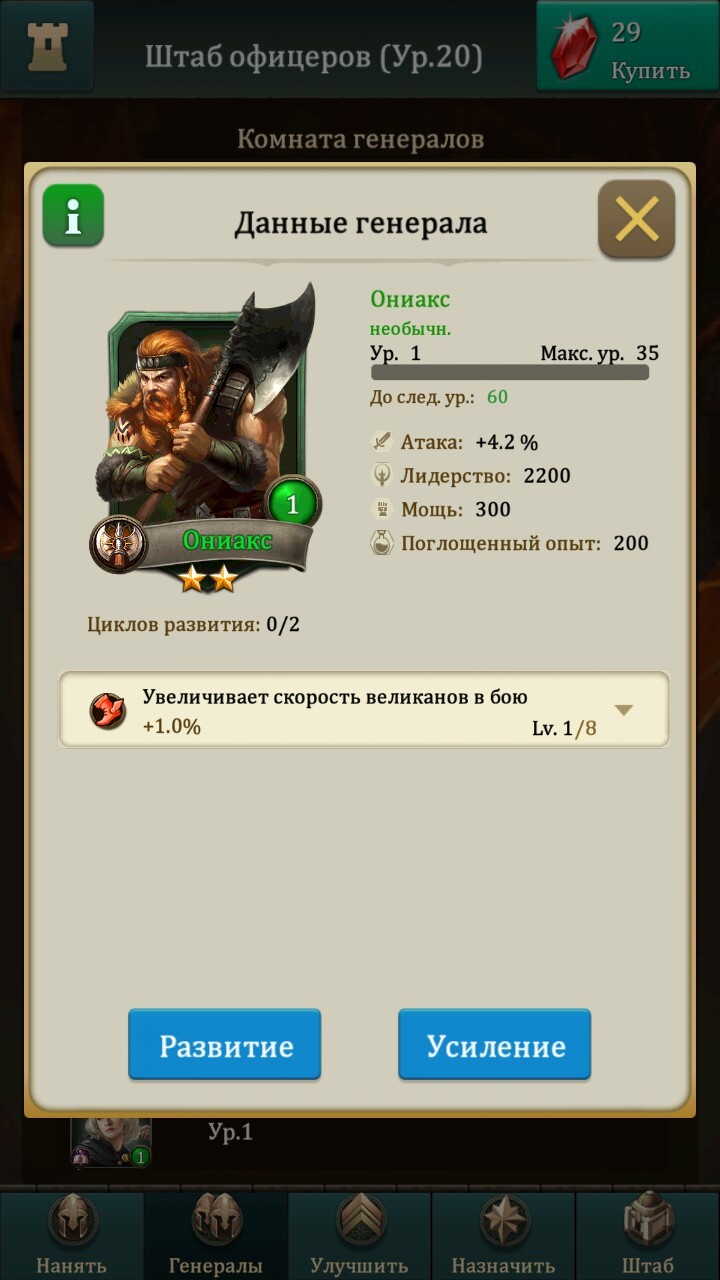 Штаб офицеров (Ур.20)
29
Купить
Комната генералов
i
Данные генерала
Ониакс
необычн.
Ур. 1 Макс. ур. 35
До след. ур.: 60
Атака: +4.2 %
Лидерство: 2200
Мощь: 300
Поглощенный опыт: 200
1
Ониакс
Циклов развития: 0/2
Увеличивает скорость великанов в бою
+1.0%
Lv. 1/8
Развитие
Усиление
Ур.1
1
Нанять
Генералы
Улучшить
Назначить
Штаб